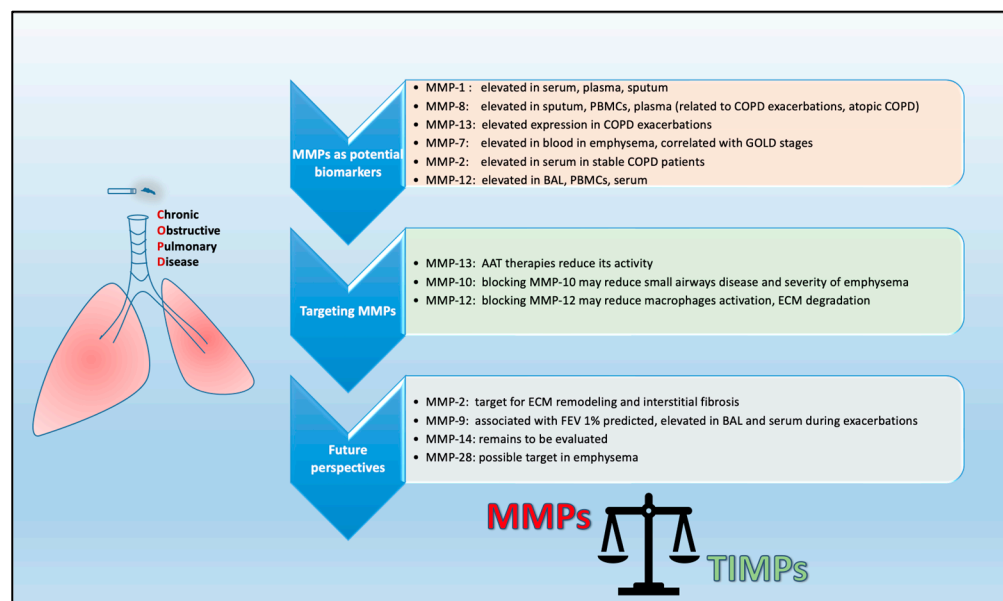 Chronic
Obstructive
Pulmonary
Disease
MMPs as potential
biomarkers
• MMP-1 : elevated in serum, plasma, sputum
• MMP-8: elevated in sputum, PBMCs, plasma (related to COPD exacerbations, atopic COPD)
• MMP-13: elevated expression in COPD exacerbations
• MMP-7: elevated in blood in emphysema, correlated with GOLD stages
• MMP-2: elevated in serum in stable COPD patients
• MMP-12: elevated in BAL, PBMCs, serum
Targeting MMPs
• MMP-13: AAT therapies reduce its activity
• MMP-10: blocking MMP-10 may reduce small airways disease and severity of emphysema
• MMP-12: blocking MMP-12 may reduce macrophages activation, ECM degradation
Future
perspectives
• MMP-2: target for ECM remodeling and interstitial fibrosis
• MMP-9: associated with FEV 1% predicted, elevated in BAL and serum during exacerbations
• MMP-14: remains to be evaluated
• MMP-28: possible target in emphysema
MMPs
TIMPs